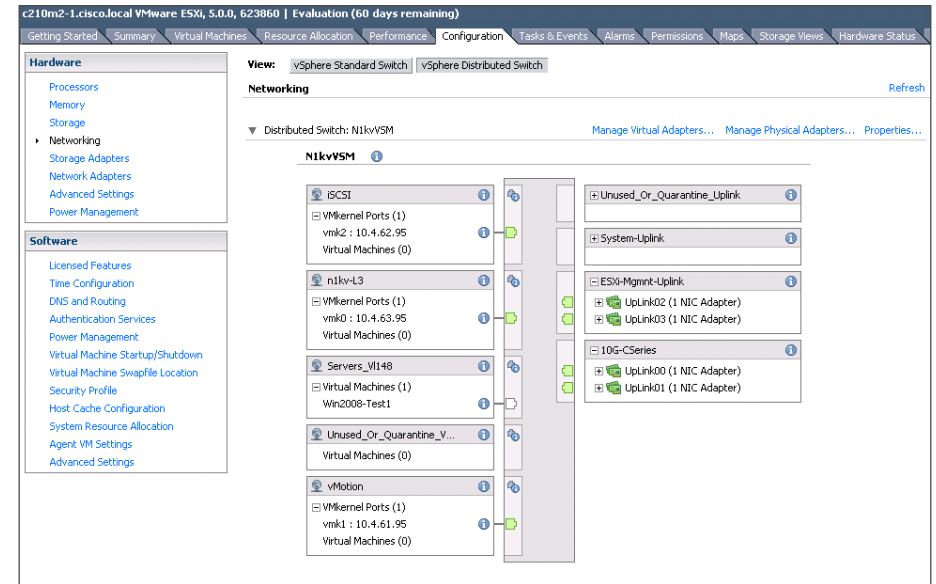 c210m2-1.cisco.local VMware ESXi, 5.0.0, 623860 | Evaluation (60 days remaining)
Getting Started Summary Virtual Machines Resource Allocation Performance Configuration Tasks & Events Alarms Permissions Maps Storage Views Hardware Status
Hardware
Processors
Memory
Storage
Networking
Storage Adapters
Network Adapters
Advanced Settings
Power Management
Software
Licensed Features
Time Configuration
DNS and Routing
Authentication Services
Power Management
Virtual Machine Startup/Shutdown
Virtual Machine Swapfile Location
Security Profile
Host Cache Configuration
System Resource Allocation
Agent VM Settings
Advanced Settings
View: vSphere Standard Switch vSphere Distributed Switch
Networking Refresh
Distributed Switch: N1kvVSM Manage Virtual Adapters... Manage Physical Adapters... Properties...
N1kvVSM
iSCSI
VMkernel Ports (1)
vmk2 : 10.4.62.95
Virtual Machines (0)
n1kv-L3
VMkernel Ports (1)
vmk0 : 10.4.63.95
Virtual Machines (0)
Servers_Vl148
Virtual Machines (1)
Win2008-Test1
Unused_Or_Quarantine_V...
Virtual Machines (0)
vMotion
VMkernel Ports (1)
vmk1 : 10.4.61.95
Virtual Machines (0)
Unused_Or_Quarantine_Uplink
System-Uplink
ESXi-Mgmnt-Uplink
UpLink02 (1 NIC Adapter)
UpLink03 (1 NIC Adapter)
10G-CSeries
UpLink00 (1 NIC Adapter)
UpLink01 (1 NIC Adapter)